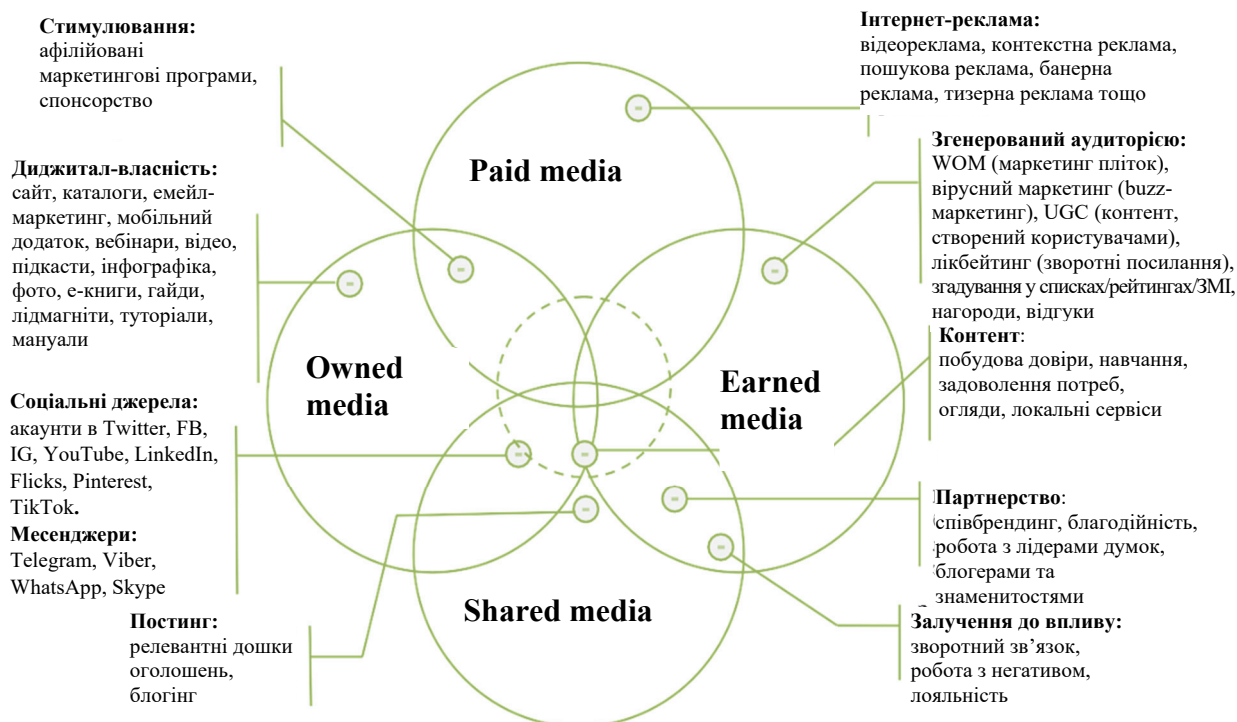 Стимулювання:
афілійовані
маркетингові програми,
спонсорство
Інтернет-реклама:
відеореклама, контекстна реклама,
пошукова реклама, банерна
реклама, тизерна реклама тощо
Диджитал-власність:
сайт, каталоги, емейл-
маркетинг, мобільний
додаток, вебінари, відео,
підкасти, інфографіка,
фото, е-книги, гайди,
лідмагніти, туторіали,
мануали
Paid media
Згенерований аудиторією:
WOM (маркетинг пліток),
вірусний маркетинг (buzz-
маркетинг), UGC (контент,
створений користувачами),
лікбейтинг (зворотні посилання),
згадування у списках/рейтингах/ЗМІ,
нагороди, відгуки
Owned
media
Earned
media
Контент:
побудова довіри, навчання,
задоволення потреб,
огляди, локальні сервіси
Соціальні джерела:
акаунти в Twitter, FB,
IG, YouTube, LinkedIn,
Flicks, Pinterest,
TikTok.
Месенджери:
Telegram, Viber,
WhatsApp, Skype
Партнерство:
співбрендинг, благодійність,
робота з лідерами думок,
блогерами та
знаменитостями
Shared media
Постинг:
релевантні дошки
оголошень,
блогінг
Залучення до впливу:
зворотний зв’язок,
робота з негативом,
лояльність